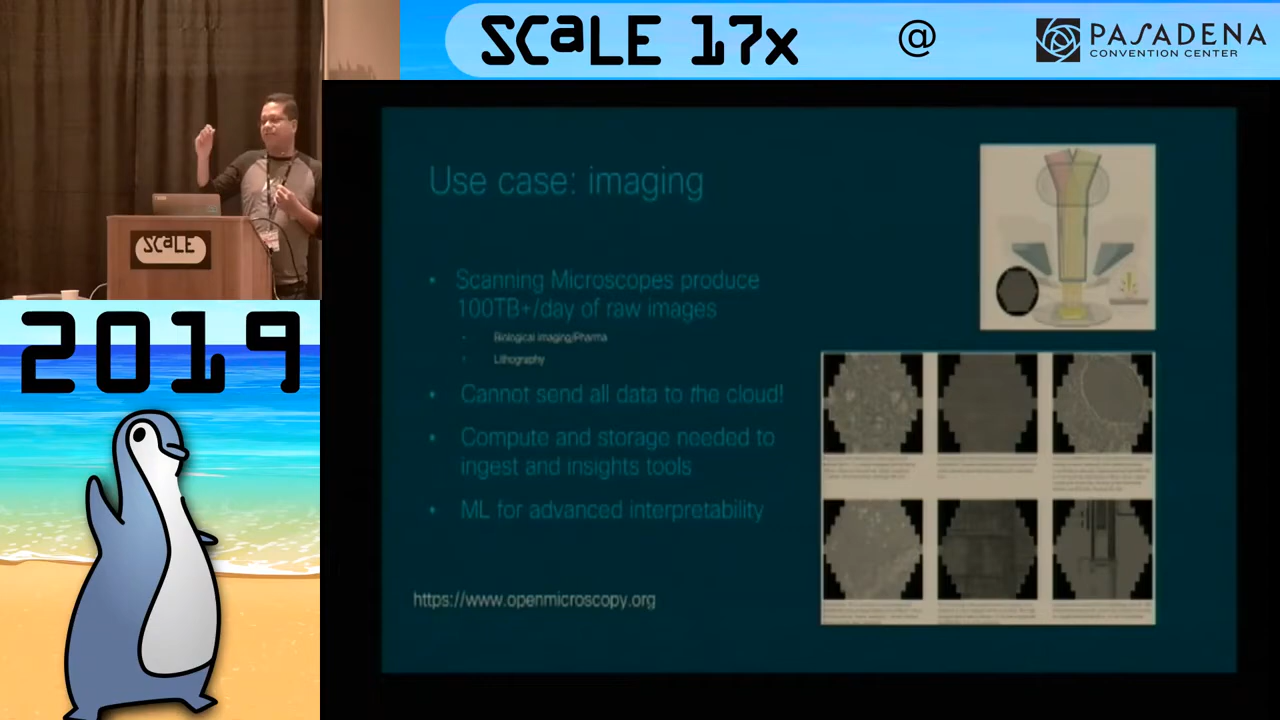 SCaLE 17x
@
PASADENA
CONVENTION CENTER
SCaLE
2019
Use case: imaging
• Scanning Microscopes produce
100TB+/day of raw images
- Biological imaging/Pharma
- Lithography
• Cannot send all data to the cloud!
• Compute and storage needed to
ingest and insights tools
• ML for advanced interpretability
https://www.openmicroscopy.org